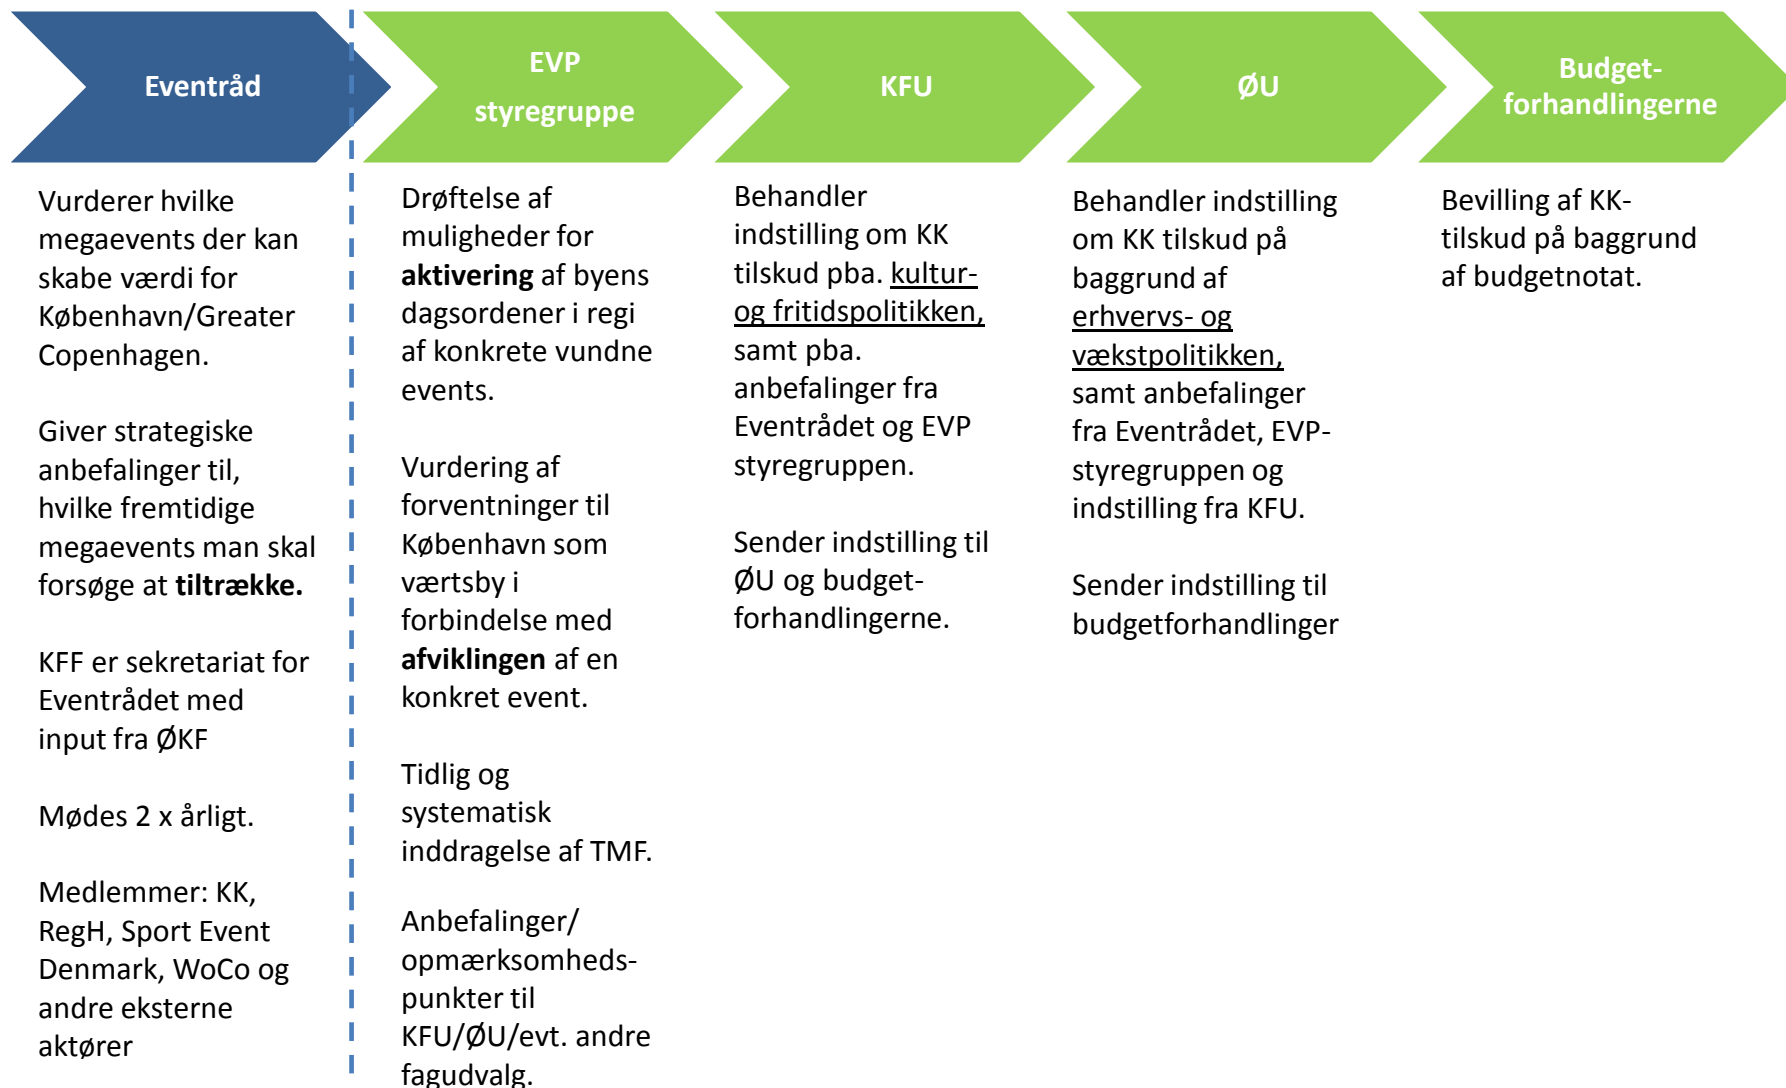 Eventråd
Vurderer hvilke
megaevents der kan
skabe værdi for
København/Greater
Copenhagen.
Giver strategiske
anbefalinger til,
hvilke fremtidige
megaevents man skal
forsøge at tiltrække.
KFF er sekretariat for
Eventrådet med
input fra ØKF
Mødes 2 x årligt.
Medlemmer: KK,
RegH, Sport Event
Denmark, WoCo og
andre eksterne
aktører
EVP
styregruppe
Drøftelse af
muligheder for
aktivering af byens
dagsordener i regi
af konkrete vundne
events.
Vurdering af
forventninger til
København som
værtsby i
forbindelse med
afviklingen af en
konkret event.
Tidlig og
systematisk
inddragelse af TMF.
Anbefalinger/
opmærksomheds-
punkter til
KFU/ØU/evt. andre
fagudvalg.
KFU
Behandler
indstilling om KK
tilskud pba. kultur-
og fritidspolitikken,
samt pba.
anbefalinger fra
Eventrådet og EVP
styregruppen.
Sender indstilling til
ØU og budget-
forhandlingerne.
ØU
Behandler indstilling
om KK tilskud på
baggrund af
erhvervs- og
vækstpolitikken,
samt anbefalinger
fra Eventrådet, EVP-
styregruppen og
indstilling fra KFU.
Sender indstilling til
budgetforhandlinger
Budget-
forhandlingerne
Bevilling af KK-
tilskud på baggrund
af budgetnotat.